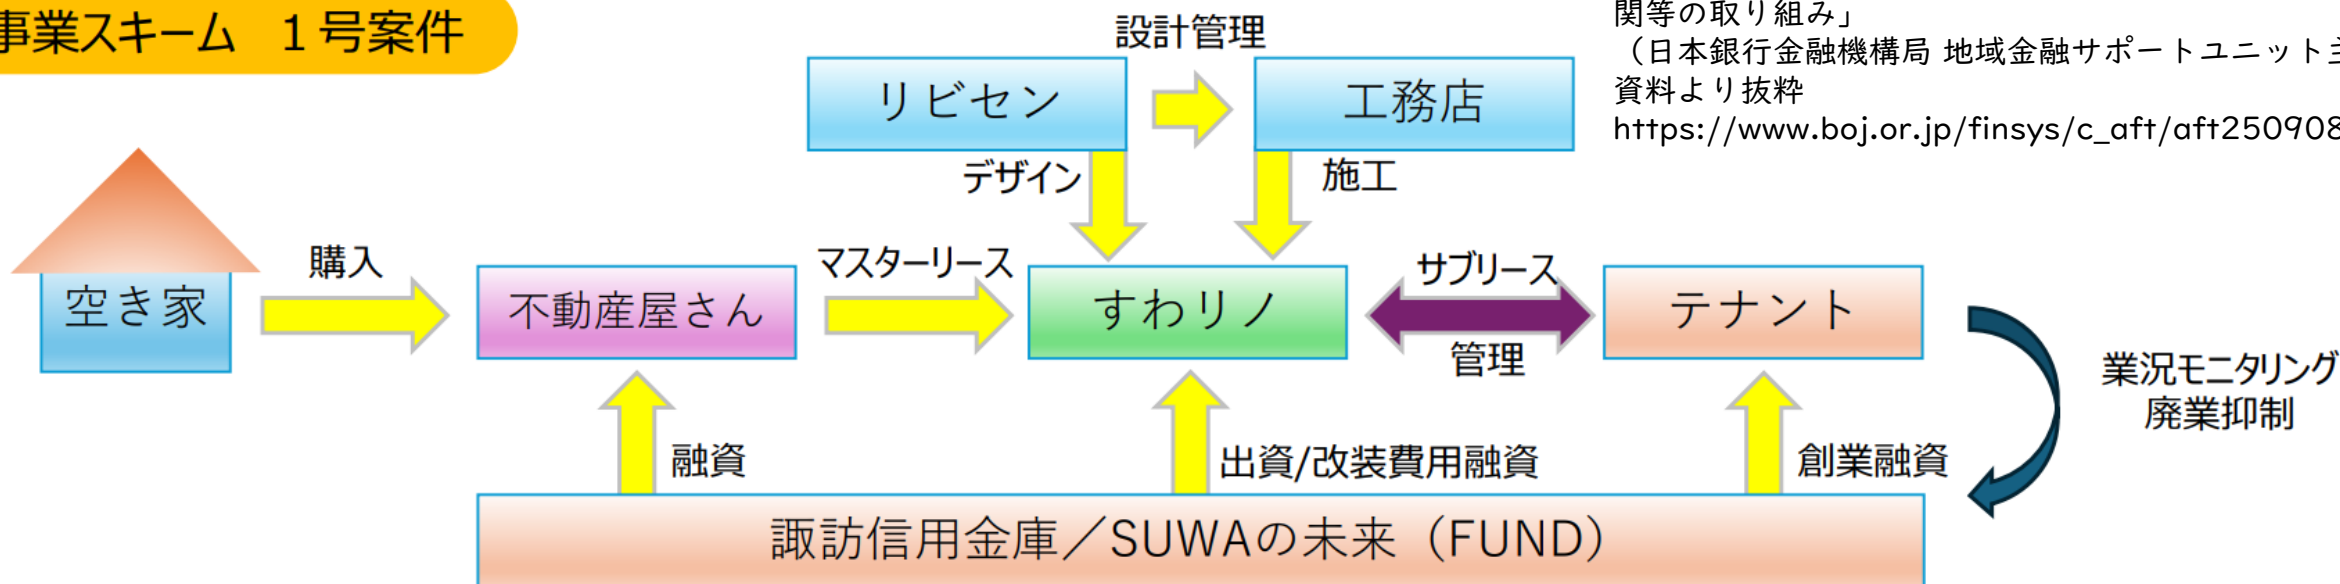 事業スキーム １号案件
関等の取り組み」
（日本銀行金融機構局 地域金融サポートユニット主
資料より抜粋
https://www.boj.or.jp/finsys/c_aft/aft250908
設計管理
リビセン
工務店
デザイン
施工
空き家
購入
不動産屋さん
マスターリース
すわリノ
サブリース
管理
テナント
業況モニタリング
廃業抑制
融資
出資/改装費用融資
創業融資
諏訪信用金庫／SUWAの未来（FUND）